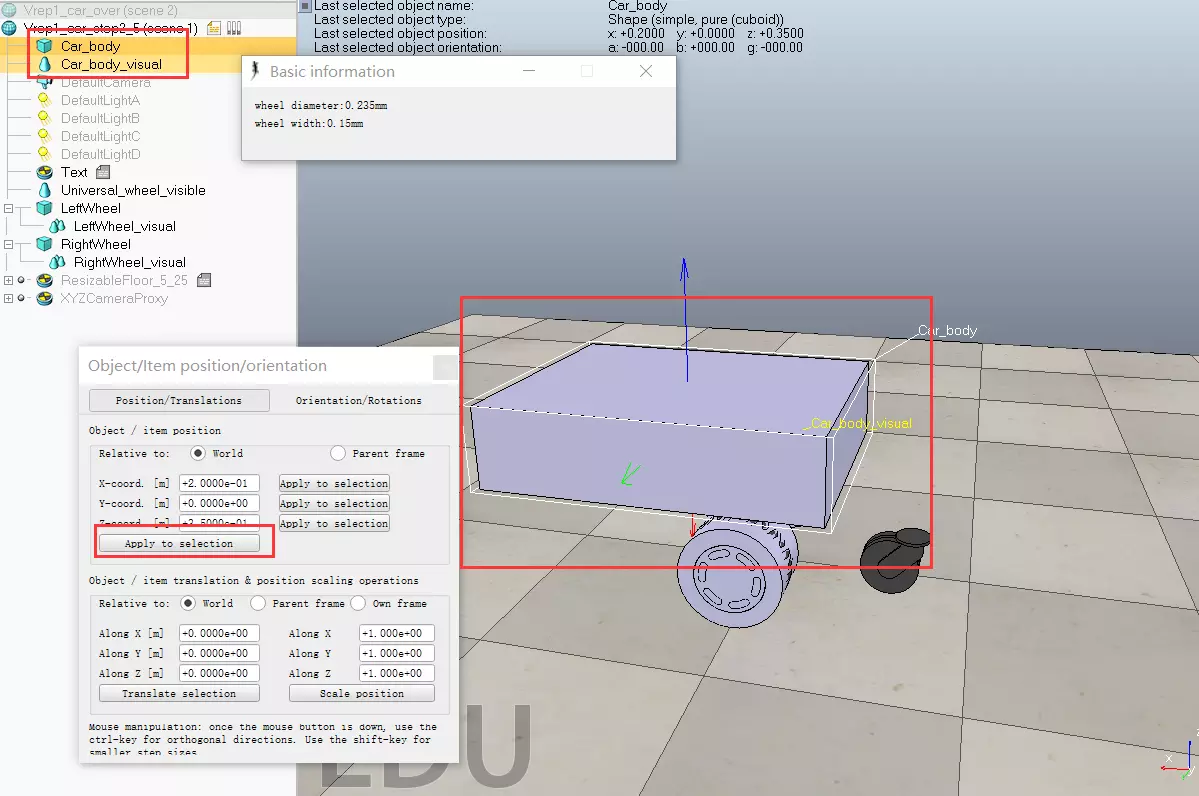 Vrep1_car_over (scene 2)
Vrep1_car_step2_5 (scene 1)
Car_body
Car_body_visual
DefaultCamera
DefaultLightA
DefaultLightB
DefaultLightC
DefaultLightD
Text
Universal_wheel_visible
LeftWheel
LeftWheel_visual
RightWheel
RightWheel_visual
ResizableFloor_5_25
XYZCameraProxy
Last selected object name: Car_body
Last selected object type: Shape (simple, pure (cuboid))
Last selected object position: x: +0.2000 y: +0.0000 z: +0.3500
Last selected object orientation: a: -000.00 b: +000.00 g: -000.00
Basic information
wheel diameter:0.235mm
wheel width:0.15mm
Car_body
_Car_body_visual
Object/Item position/orientation
Position/Translations Orientation/Rotations
Object / item position
Relative to: World Parent frame
X-coord. [m] +2.0000e-01 Apply to selection
Y-coord. [m] +0.0000e+00 Apply to selection
Z-coord. [m] +3.5000e-01 Apply to selection
Apply to selection
Object / item translation & position scaling operations
Relative to: World Parent frame Own frame
Along X [m] +0.0000e+00 Along X +1.000e+00
Along Y [m] +0.0000e+00 Along Y +1.000e+00
Along Z [m] +0.0000e+00 Along Z +1.000e+00
Translate selection Scale position
Mouse manipulation: once the mouse button is down, use the
ctrl-key for orthogonal directions. Use the shift-key for
smaller step sizes
EDU
x
y
z